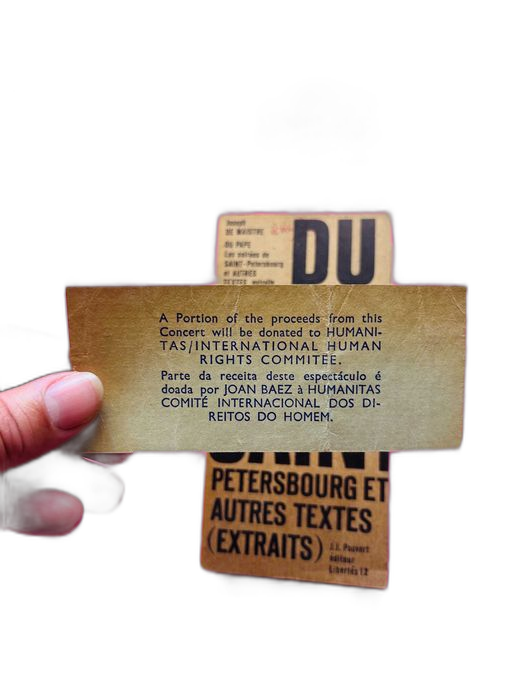 Joseph
DE MAISTRE
DU PAPE
Les soirées de
SAINT-Petersbourg
et AUTRES
TEXTES extraits
DU
A Portion of the proceeds from this
Concert will be donated to HUMANI-
TAS/INTERNATIONAL HUMAN
RIGHTS COMMITEE.
Parte da receita deste espectáculo é
doada por JOAN BAEZ à HUMANITAS
COMITÉ INTERNACIONAL DOS DI-
REITOS DO HOMEM.
PETERSBOURG ET
AUTRES TEXTES
(EXTRAITS)
J.J. Pauvert
éditeur
Libertés 12